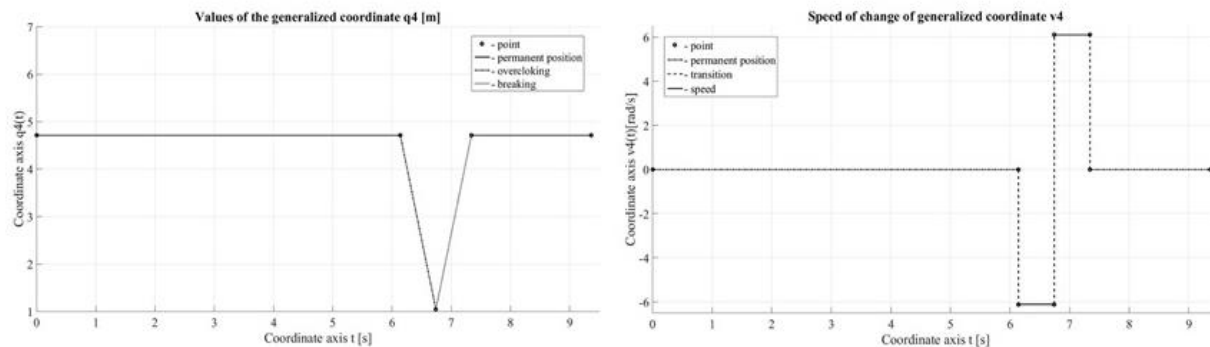 Values of the generalized coordinate q4 [m]
7
6
5
4
3
2
1
Coordinate axis q4(t)
- point
- permanent position
- overcloking
- breaking
0 1 2 3 4 5 6 7 8 9
Coordinate axis t [s]
Speed of change of generalized coordinate v4
6
4
2
0
-2
-4
-6
Coordinate axis v4(t)[rad/s]
- point
- permanent position
- transition
- speed
0 1 2 3 4 5 6 7 8 9
Coordinate axis t [s]